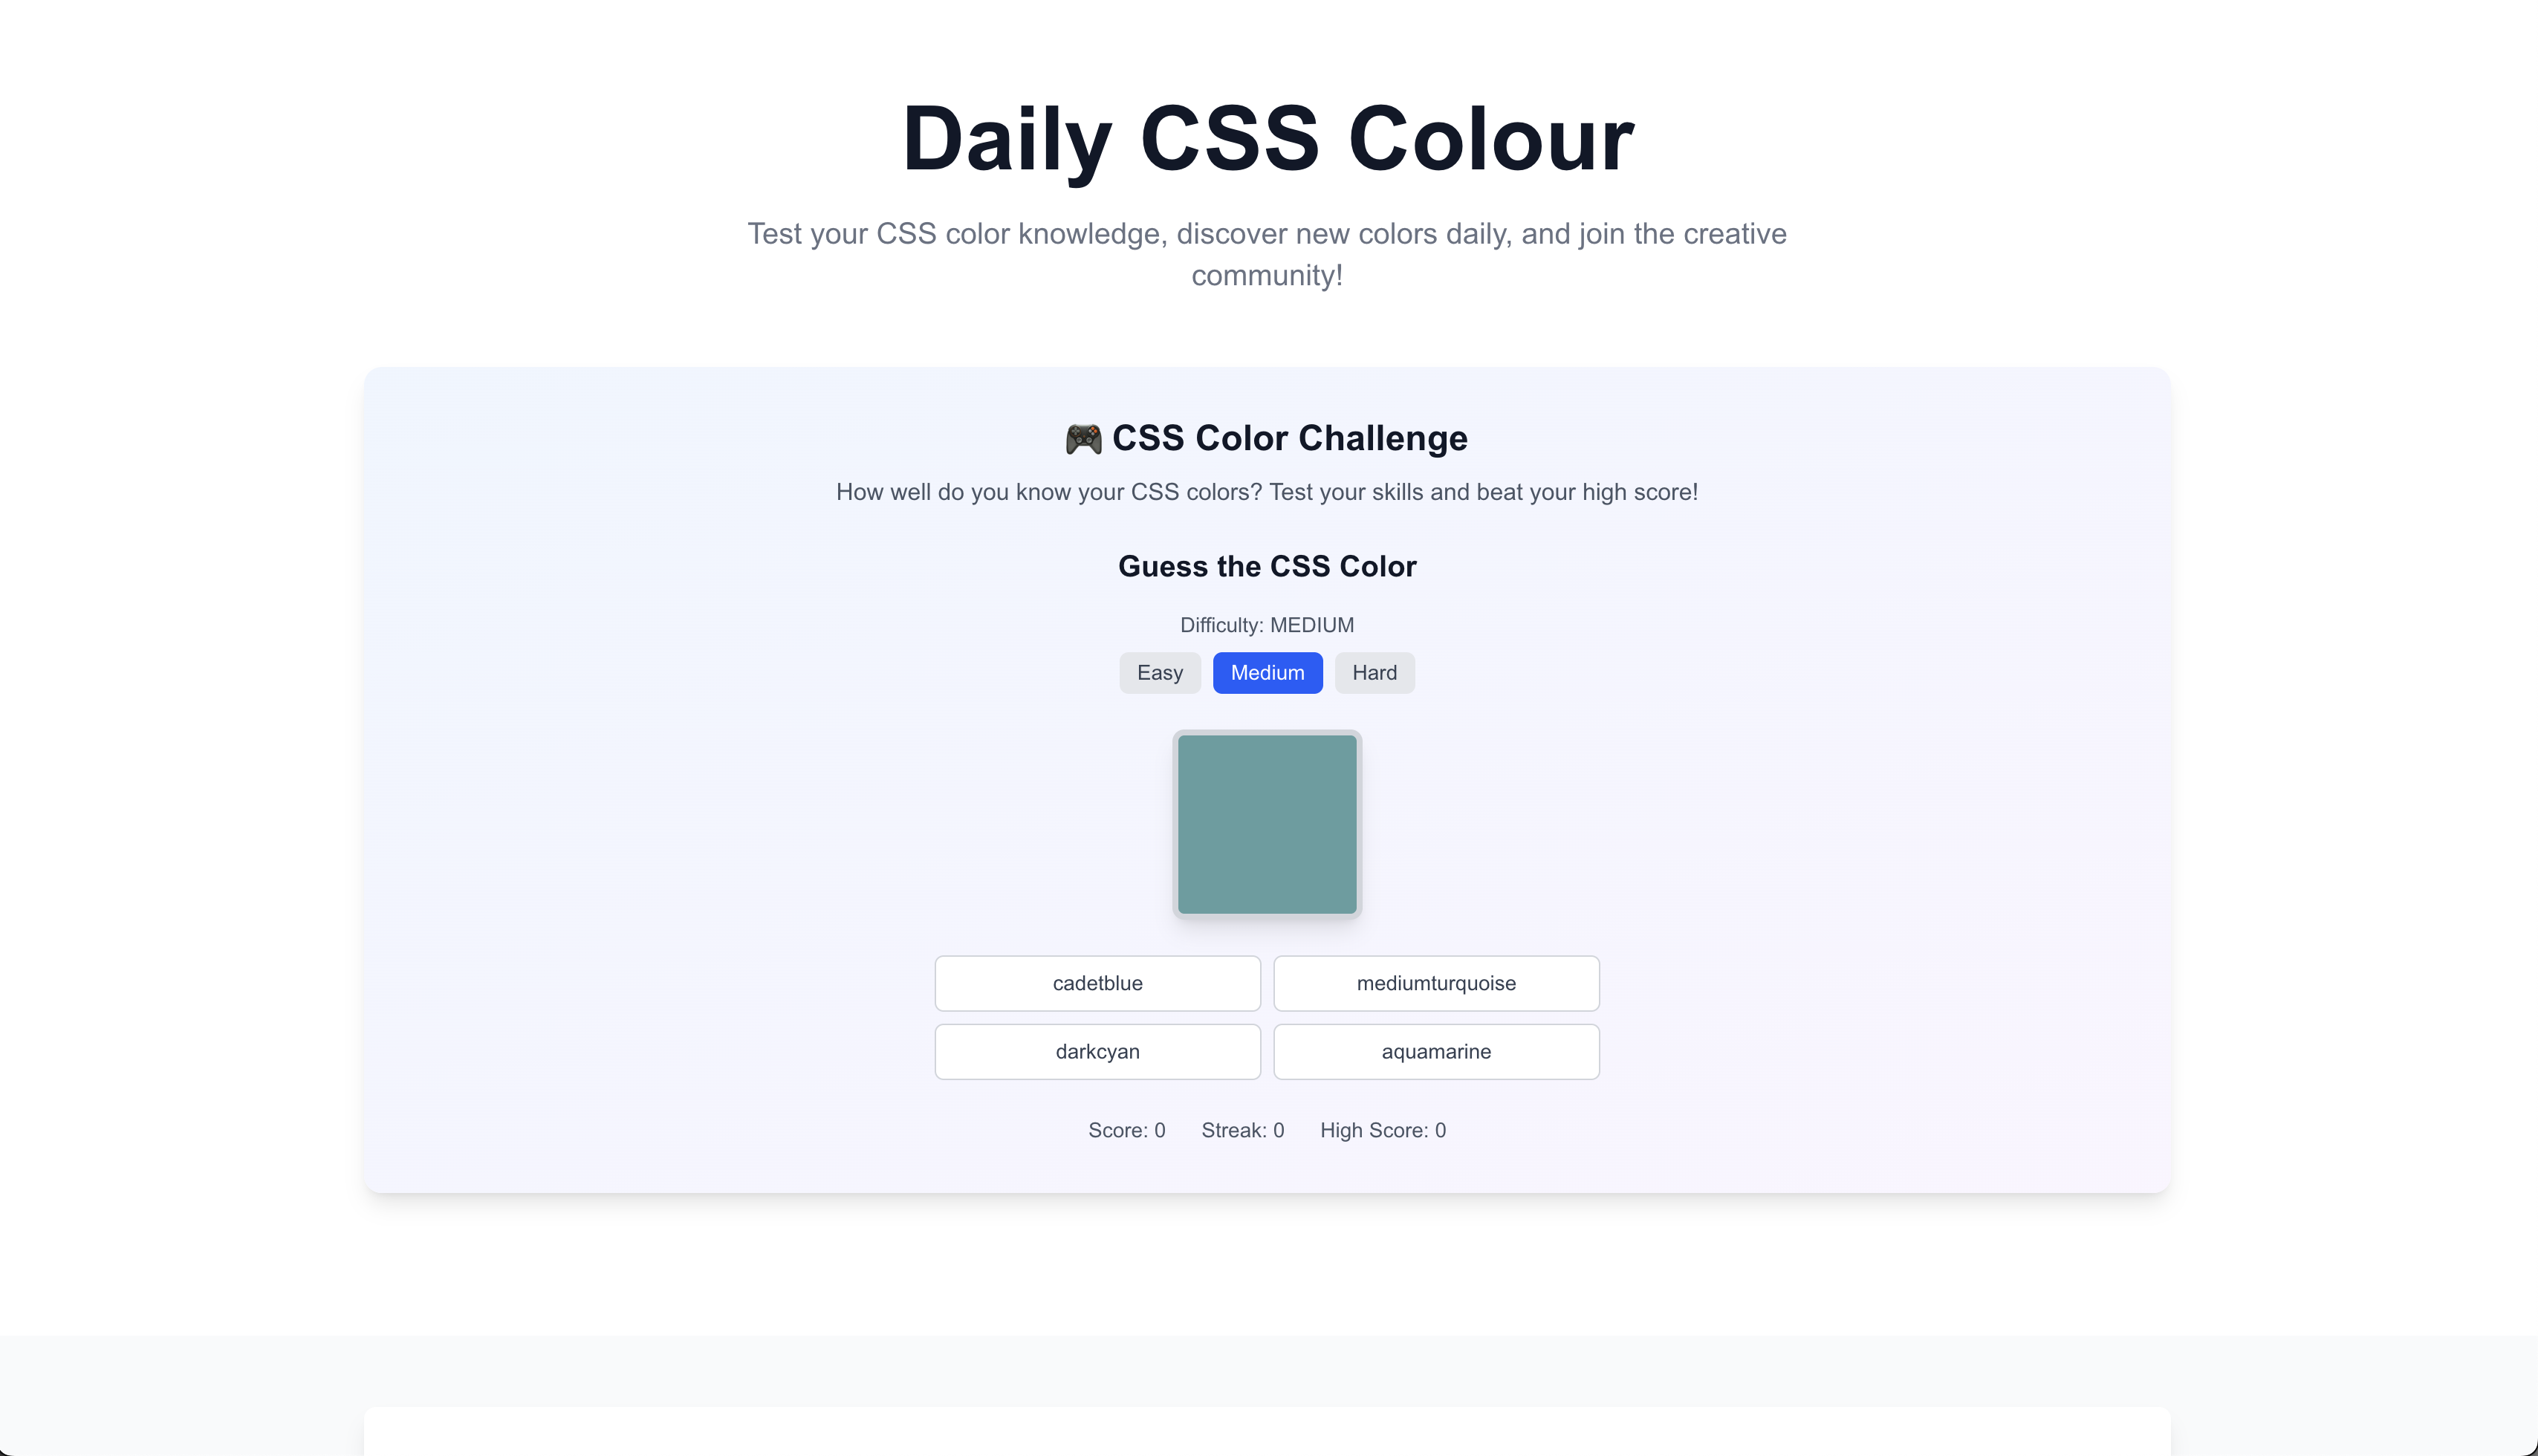 Daily CSS Colour
Test your CSS color knowledge, discover new colors daily, and join the creative
community!
🎮 CSS Color Challenge
How well do you know your CSS colors? Test your skills and beat your high score!
Guess the CSS Color
Difficulty: MEDIUM
Easy Medium Hard
cadetblue mediumturquoise
darkcyan aquamarine
Score: 0 Streak: 0 High Score: 0